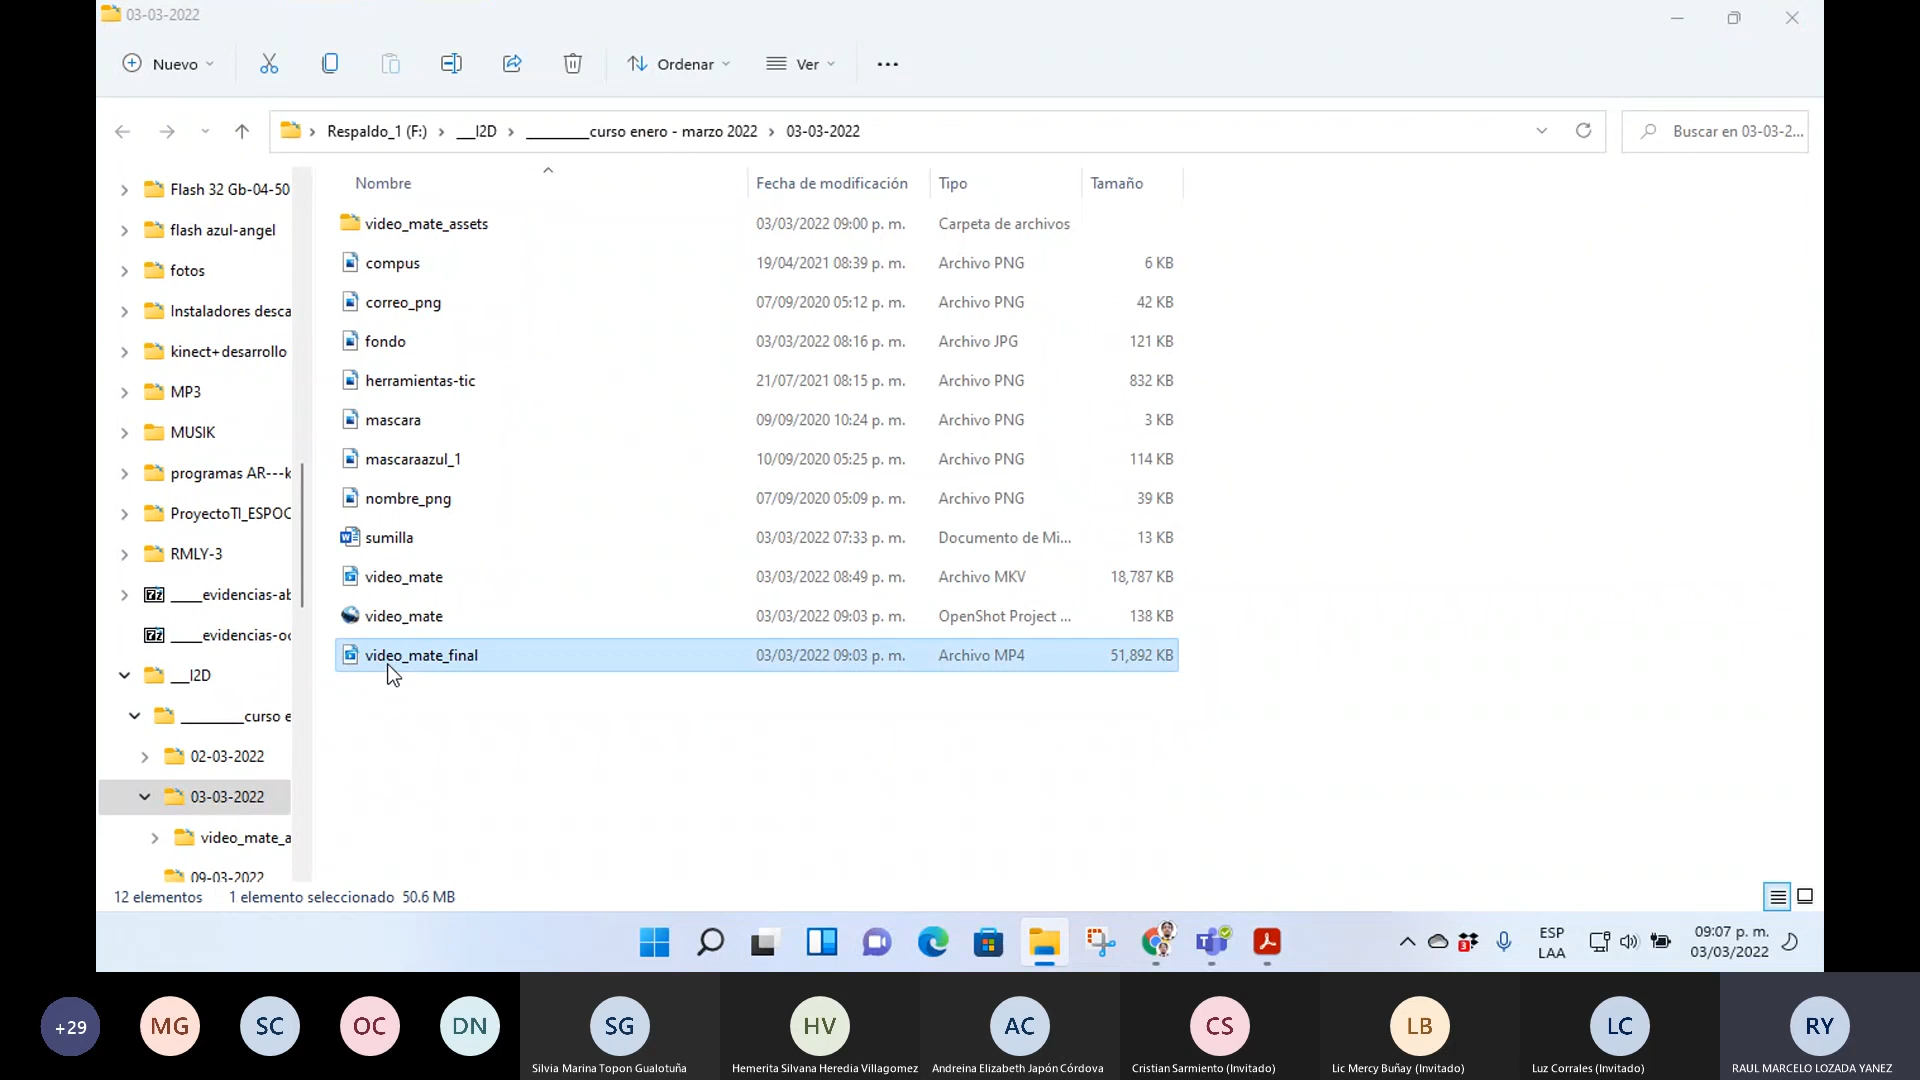 03-03-2022
Nuevo
Ordenar
Ver
Respaldo_1 (F:) > __I2D > ________curso enero - marzo 2022 > 03-03-2022
Buscar en 03-03-2...
Nombre Fecha de modificación Tipo Tamaño
Flash 32 Gb-04-50
flash azul-angel
fotos
Instaladores desca
kinect+desarrollo
MP3
MUSIK
programas AR---k
ProyectoTI_ESPOC
RMLY-3
____evidencias-ab
____evidencias-oc
__I2D
________curso e
02-03-2022
03-03-2022
video_mate_a
09-03-2022
video_mate_assets 03/03/2022 09:00 p. m. Carpeta de archivos
compus 19/04/2021 08:39 p. m. Archivo PNG 6 KB
correo_png 07/09/2020 05:12 p. m. Archivo PNG 42 KB
fondo 03/03/2022 08:16 p. m. Archivo JPG 121 KB
herramientas-tic 21/07/2021 08:15 p. m. Archivo PNG 832 KB
mascara 09/09/2020 10:24 p. m. Archivo PNG 3 KB
mascaraazul_1 10/09/2020 05:25 p. m. Archivo PNG 114 KB
nombre_png 07/09/2020 05:09 p. m. Archivo PNG 39 KB
sumilla 03/03/2022 07:33 p. m. Documento de Mi... 13 KB
video_mate 03/03/2022 08:49 p. m. Archivo MKV 18,787 KB
video_mate 03/03/2022 09:03 p. m. OpenShot Project ... 138 KB
video_mate_final 03/03/2022 09:03 p. m. Archivo MP4 51,892 KB
12 elementos 1 elemento seleccionado 50.6 MB
ESP
LAA
09:07 p. m.
03/03/2022
+29
MG
SC
OC
DN
SG
HV
AC
CS
LB
LC
RY
Silvia Marina Topon Gualotuña
Hemerita Silvana Heredia Villagomez
Andreina Elizabeth Japón Córdova
Cristian Sarmiento (Invitado)
Lic Mercy Buñay (Invitado)
Luz Corrales (Invitado)
RAUL MARCELO LOZADA YANEZ